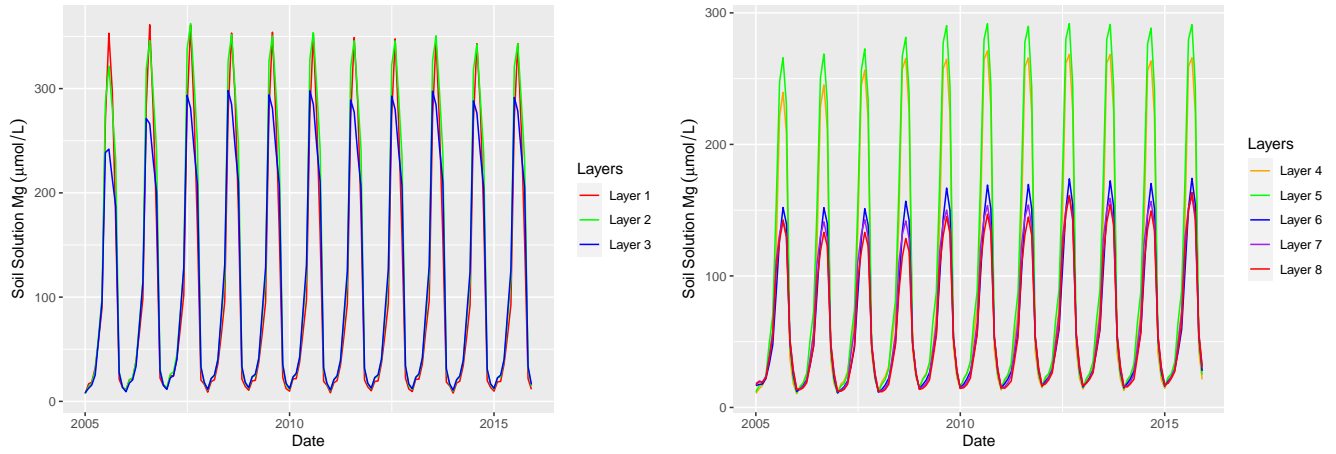 Soil Solution Mg (μmol/L)
300
200
100
0
2005
2010
2015
Date
Layers
Layer 1
Layer 2
Layer 3
Soil Solution Mg (μmol/L)
300
200
100
0
2005
2010
2015
Date
Layers
Layer 4
Layer 5
Layer 6
Layer 7
Layer 8